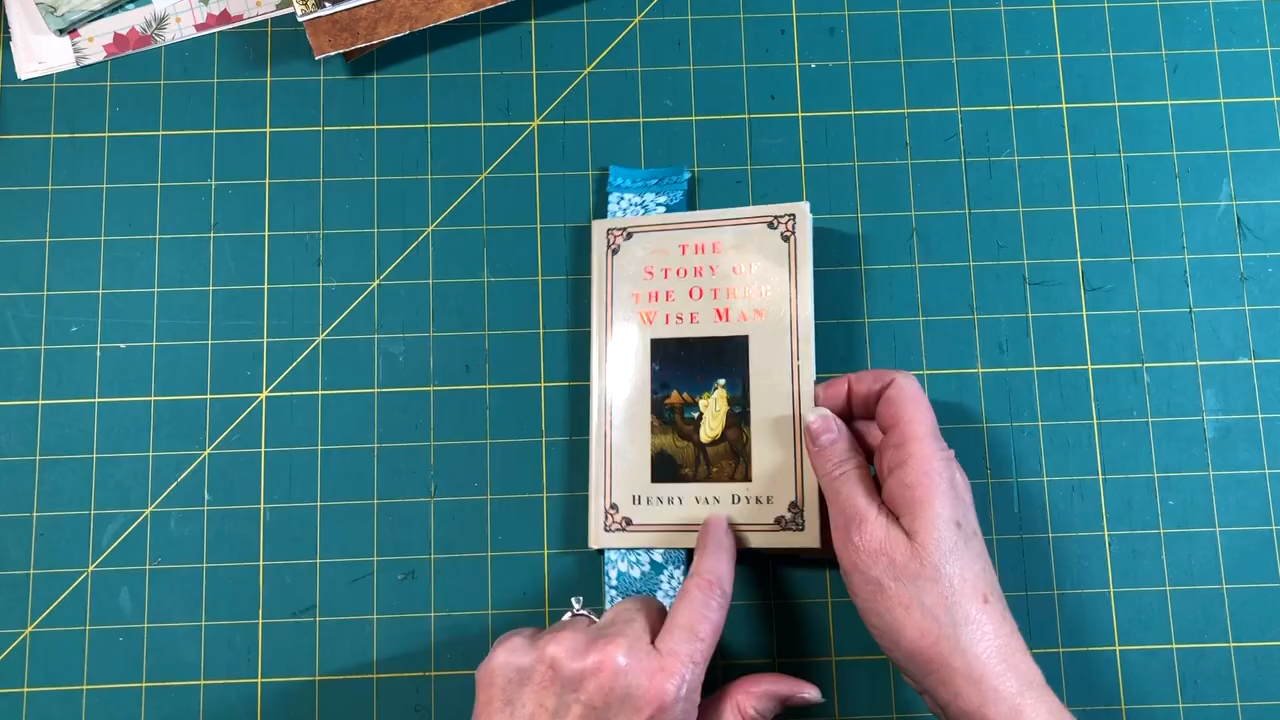 THE
STORY OF
THE OTHER
WISE MAN
HENRY VAN DYKE